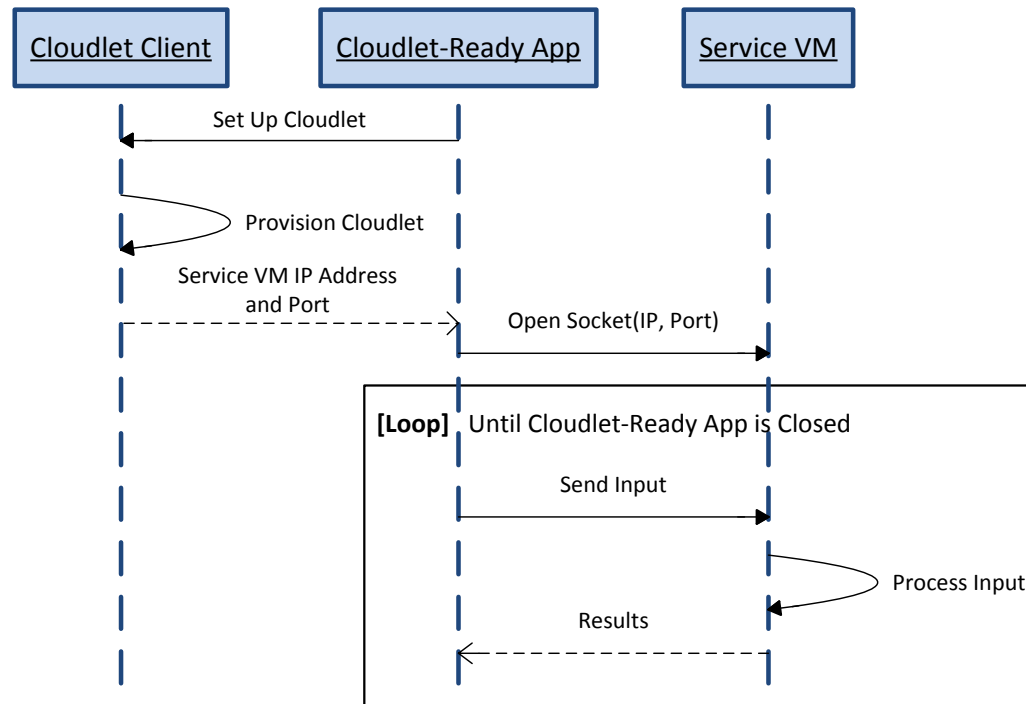 Cloudlet Client
Cloudlet-Ready App
Service VM
Set Up Cloudlet
Provision Cloudlet
Service VM IP Address
and Port
Open Socket(IP, Port)
[Loop] Until Cloudlet-Ready App is Closed
Send Input
Process Input
Results